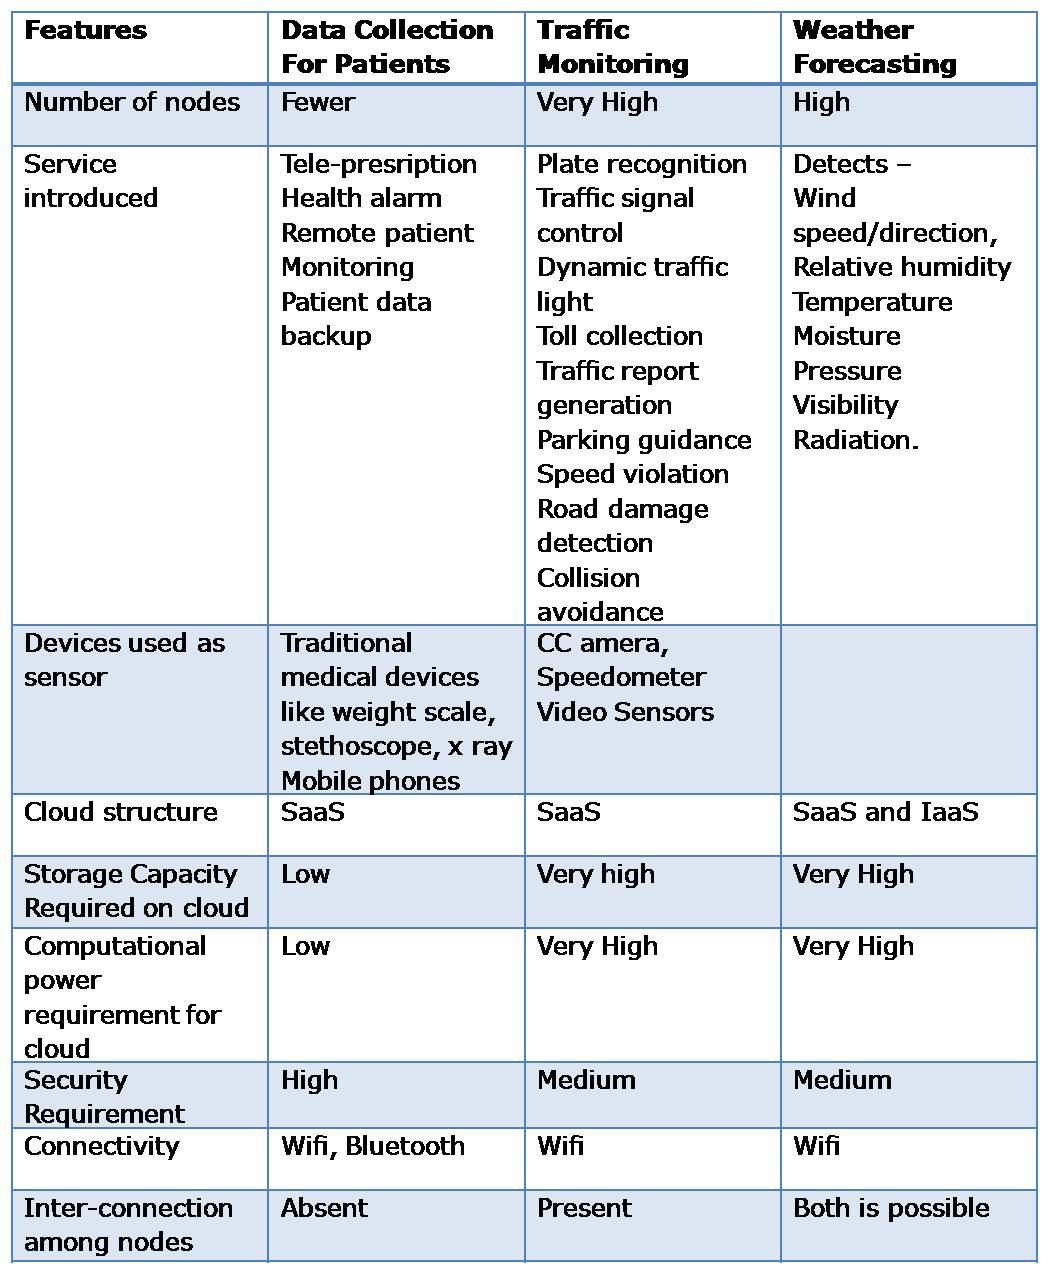 Features
Data Collection
For Patients
Traffic
Monitoring
Weather
Forecasting
Number of nodes
Fewer
Very High
High
Service
introduced
Tele-presription
Health alarm
Remote patient
Monitoring
Patient data
backup
Plate recognition
Traffic signal
control
Dynamic traffic
light
Toll collection
Traffic report
generation
Parking guidance
Speed violation
Road damage
detection
Collision
avoidance
Detects –
Wind
speed/direction,
Relative humidity
Temperature
Moisture
Pressure
Visibility
Radiation.
Devices used as
sensor
Traditional
medical devices
like weight scale,
stethoscope, x ray
Mobile phones
CC amera,
Speedometer
Video Sensors
Cloud structure
SaaS
SaaS
SaaS and IaaS
Storage Capacity
Required on cloud
Low
Very high
Very High
Computational
power
requirement for
cloud
Low
Very High
Very High
Security
Requirement
High
Medium
Medium
Connectivity
Wifi, Bluetooth
Wifi
Wifi
Inter-connection
among nodes
Absent
Present
Both is possible